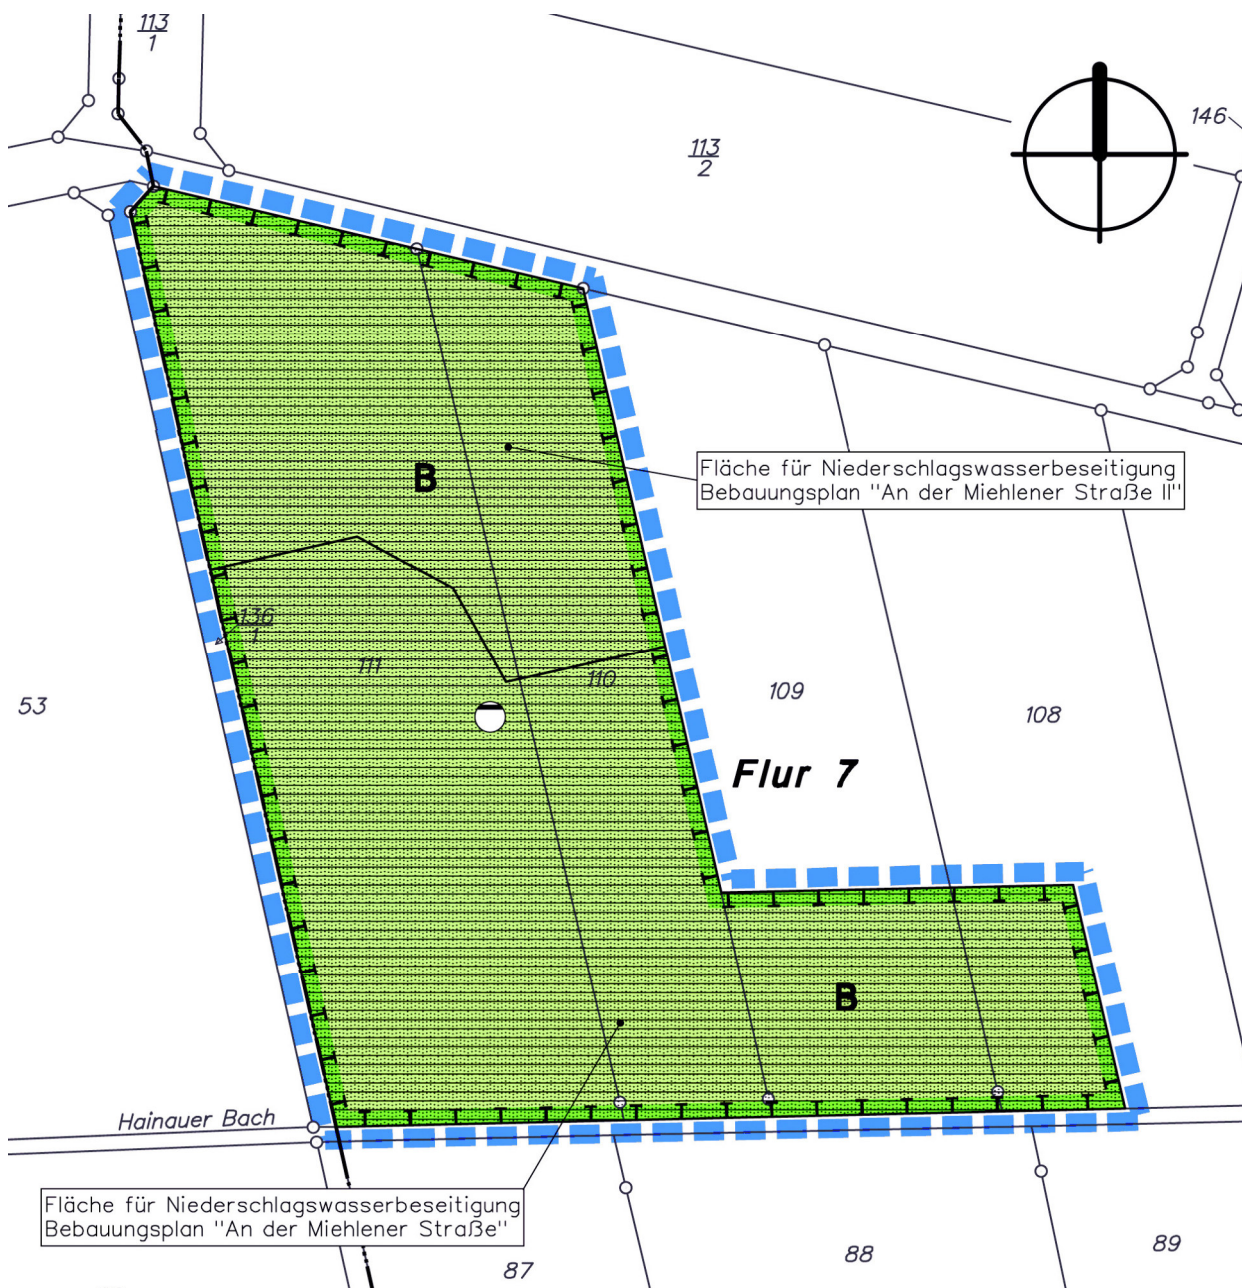 113
1
146
113
2
Fläche für Niederschlagswasserbeseitigung
Bebauungsplan "An der Miehlener Straße II"
B
136
1
111
110
109
108
53
Flur 7
B
Hainauer Bach
Fläche für Niederschlagswasserbeseitigung
Bebauungsplan "An der Miehlener Straße"
87
88
89